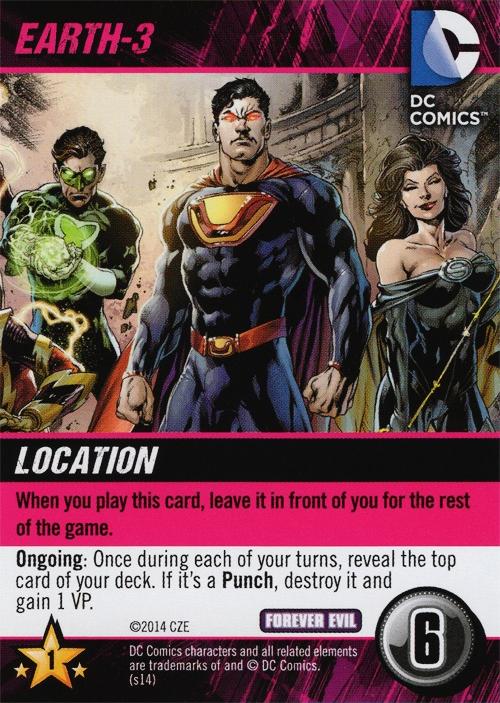 EARTH-3
DC
DC
COMICS™
LOCATION
When you play this card, leave it in front of you for the rest
of the game.
Ongoing: Once during each of your turns, reveal the top
card of your deck. If it's a Punch, destroy it and
gain 1 VP.
©2014 CZE
FOREVER EVIL
1
DC Comics characters and all related elements
are trademarks of and © DC Comics.
(s14)
6